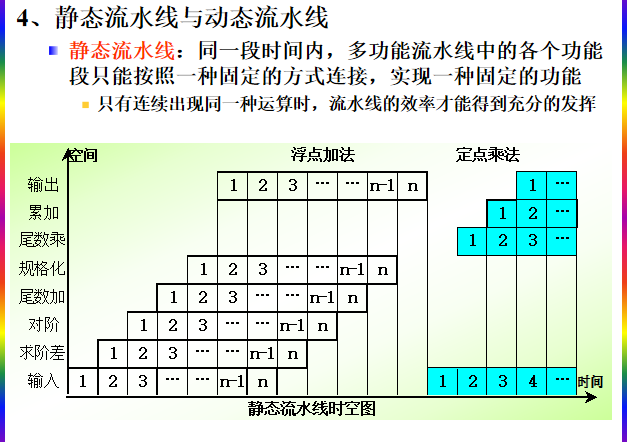 4、静态流水线与动态流水线
静态流水线：同一段时间内，多功能流水线中的各个功能
段只能按照一种固定的方式连接，实现一种固定的功能
只有连续出现同一种运算时，流水线的效率才能得到充分的发挥
空间 浮点加法 定点乘法
输出 1 2 3 … … n-1 n 1 …
累加 1 2 …
尾数乘 1 2 3 …
规格化 1 2 3 … … n-1 n
尾数加 1 2 3 … … n-1 n
对阶 1 2 3 … … n-1 n
求阶差 1 2 3 … … n-1 n
输入 1 2 3 … … n-1 n 1 2 3 4 … 时间
静态流水线时空图